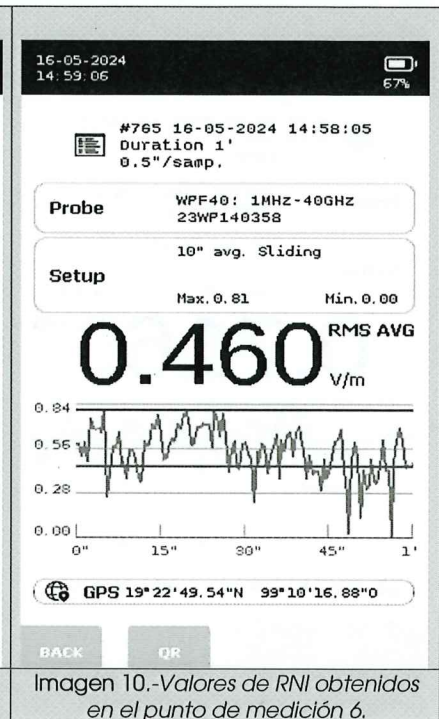 16-05-2024
14:59:06
67%
#765 16-05-2024 14:58:05
Duration 1'
0.5"/samp.
Probe
WPF40: 1MHz-40GHz
23WP140358
Setup
10" avg. Sliding
Max.0.81 Min.0.00
0.460 RMS AVG
V/m
0.84
0.56
0.28
0.00
0" 15" 30" 45" 1'
GPS 19°22'49.54"N 99°10'16.88"O
BACK QR
Imagen 10.-Valores de RNI obtenidos
en el punto de medición 6.